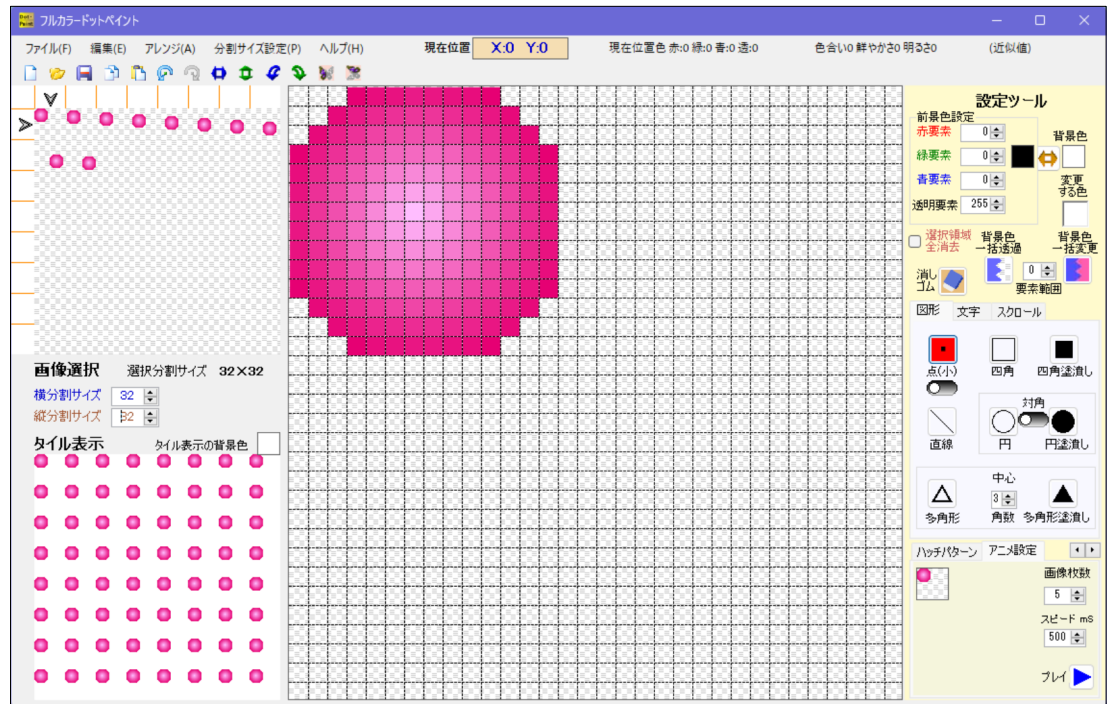 フルカラードットペイント
ファイル(F) 編集(E) アレンジ(A) 分割サイズ設定(P) ヘルプ(H) 現在位置 X:0 Y:0 現在位置色 赤:0 緑:0 青:0 透:0 色合い0 鮮やかさ0 明るさ0 (近似値)
設定ツール
前景色設定
赤要素 0
背景色
緑要素 0
青要素 0
変更
する色
透明要素 255
選択領域
全消去
背景色
一括透過
背景色
一括変更
消し
ゴム
0
要素範囲
図形 文字 スクロール
点(小) 四角 四角塗潰し
対角
直線 円 円塗潰し
中心
3
多角形 角数 多角形塗潰し
ハッチパターン アニメ設定
画像枚数
5
スピード mS
500
プレイ
画像選択 選択分割サイズ 32×32
横分割サイズ 32
縦分割サイズ 32
タイル表示 タイル表示の背景色